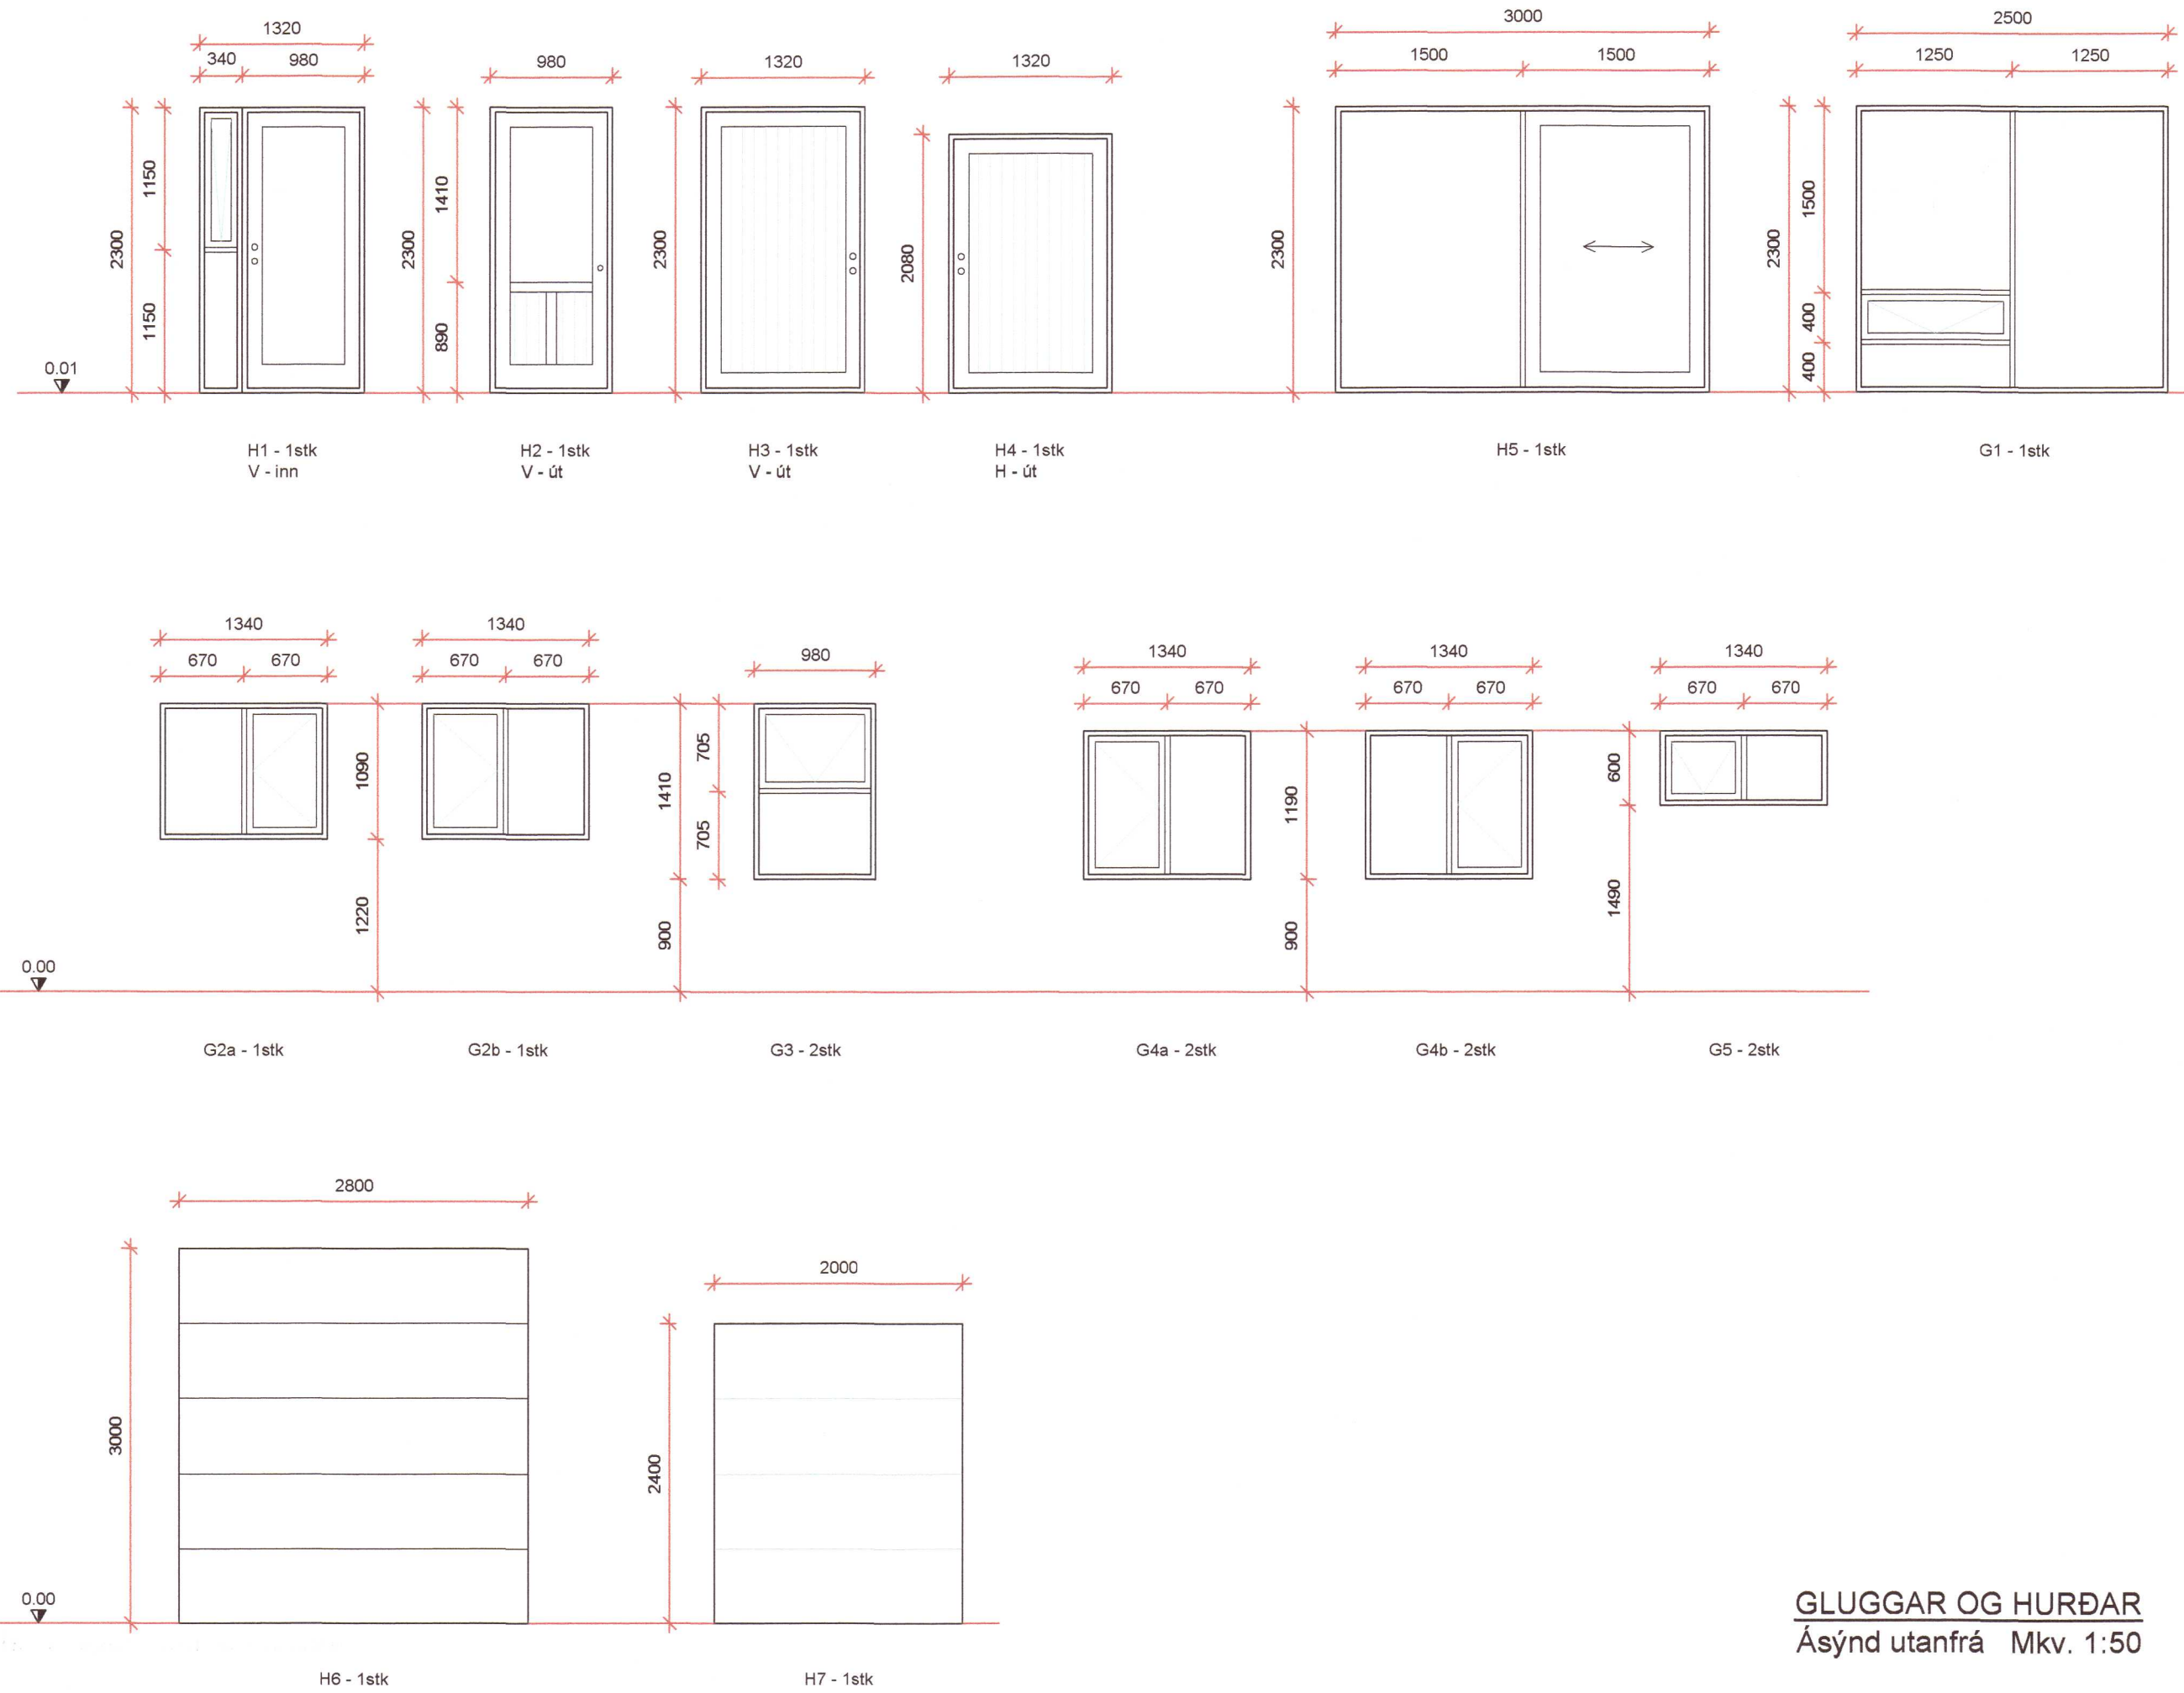 1320
340 980
980
1320
1320
3000
1500 1500
2500
1250 1250
2300
1150
1150
2300
1410
890
2300
2080
2300
2300
1500
400
400
0.01
H1 - 1stk
V - inn
H2 - 1stk
V - út
H3 - 1stk
V - út
H4 - 1stk
H - út
H5 - 1stk
G1 - 1stk
1340
670 670
1340
670 670
980
1340
670 670
1340
670 670
1340
670 670
1090
1220
1410
900
705
705
1190
900
600
1490
0.00
G2a - 1stk
G2b - 1stk
G3 - 2stk
G4a - 2stk
G4b - 2stk
G5 - 2stk
2800
3000
2000
2400
0.00
H6 - 1stk
H7 - 1stk
GLUGGAR OG HURÐAR
Ásýnd utanfrá Mkv. 1:50